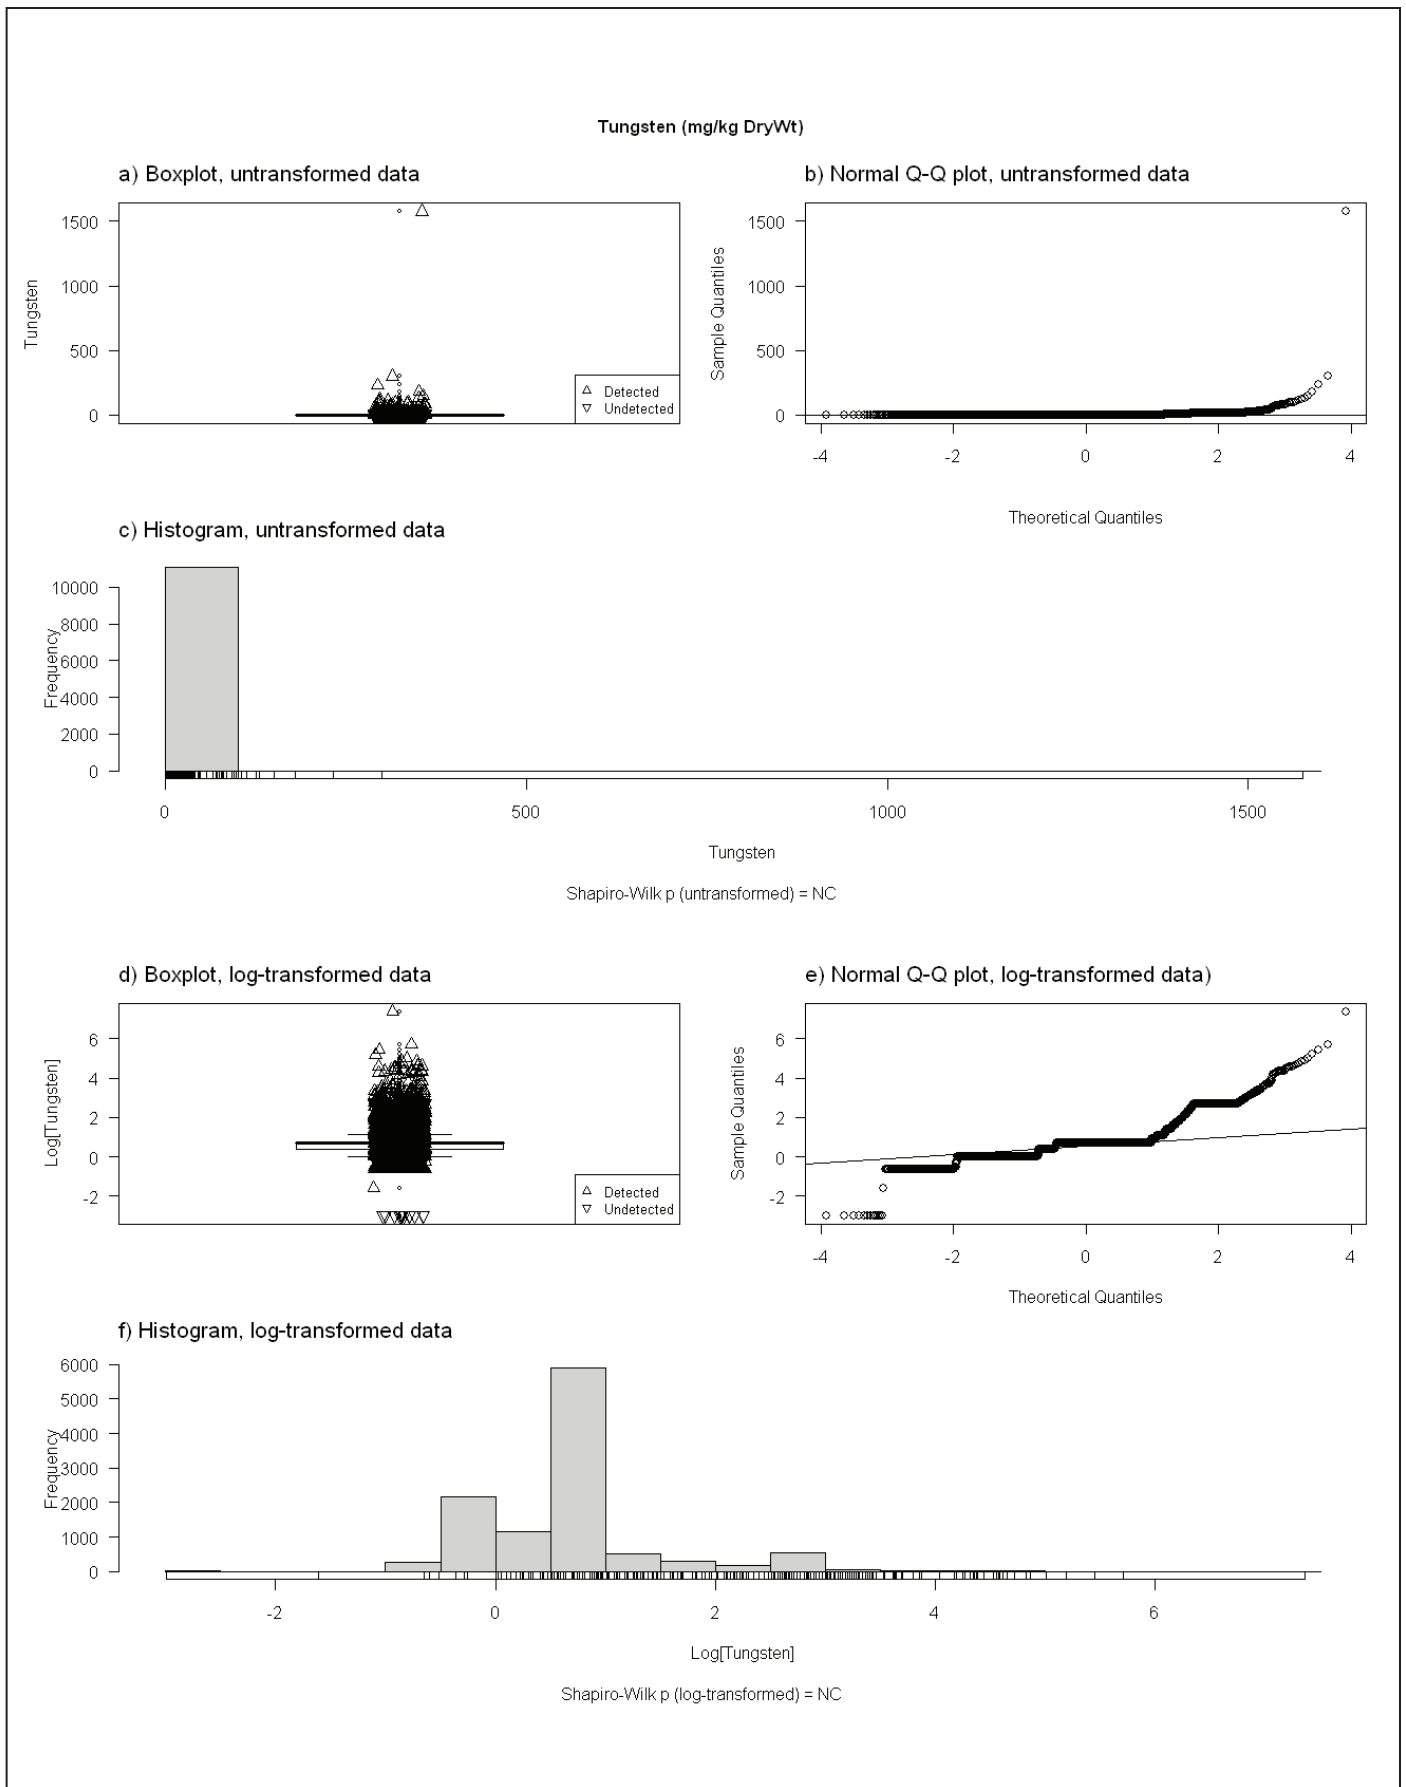 Tungsten (mg/kg DryWt)
a) Boxplot, untransformed data
Tungsten
1500
1000
500
0
Detected
Undetected
b) Normal Q-Q plot, untransformed data
Sample Quantiles
1500
1000
500
0
-4 -2 0 2 4
Theoretical Quantiles
c) Histogram, untransformed data
Frequency
10000
8000
6000
4000
2000
0
0 500 1000 1500
Tungsten
Shapiro-Wilk p (untransformed) = NC
d) Boxplot, log-transformed data
Log[Tungsten]
6
4
2
0
-2
Detected
Undetected
e) Normal Q-Q plot, log-transformed data)
Sample Quantiles
6
4
2
0
-2
-4 -2 0 2 4
Theoretical Quantiles
f) Histogram, log-transformed data
Frequency
6000
5000
4000
3000
2000
1000
0
-2 0 2 4 6
Log[Tungsten]
Shapiro-Wilk p (log-transformed) = NC